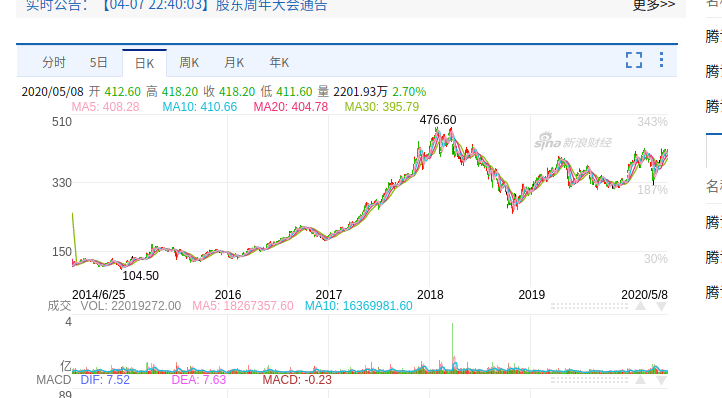 实时公告：【04-07 22:40:03】股东周年大会通告 更多>>
分时 5日 日K 周K 月K 年K
2020/05/08 开 412.60 高 418.20 收 418.20 低 411.60 量 2201.93万 2.70%
MA5: 408.28 MA10: 410.66 MA20: 404.78 MA30: 395.79
476.60
510 343%
sina新浪财经
330 187%
150 30%
104.50
2014/6/25 2016 2017 2018 2019 2020/5/8
成交 VOL: 22019272.00 MA5: 18267357.60 MA10: 16369981.60
4
亿
MACD DIF: 7.52 DEA: 7.63 MACD: -0.23
89
腾
腾
腾
名
腾
腾
腾